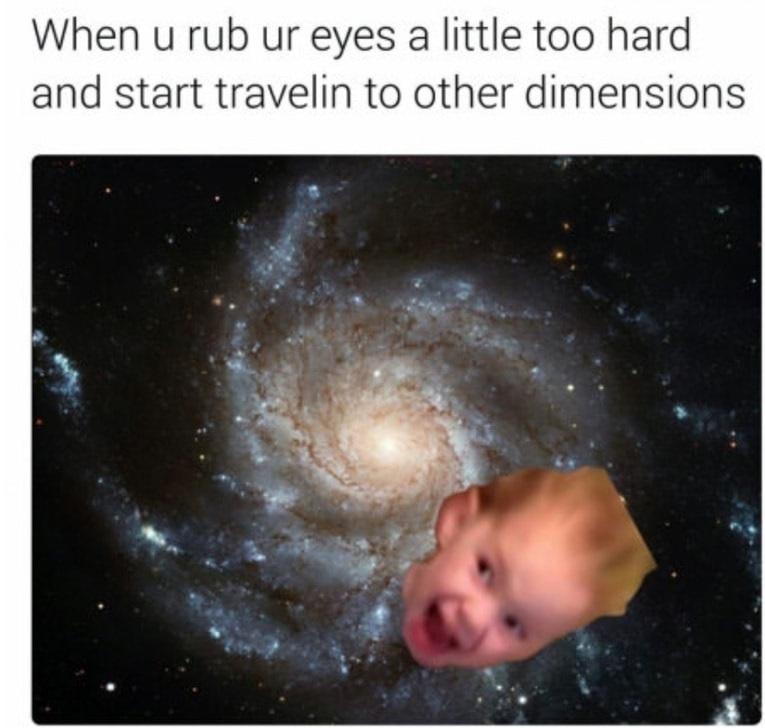 When u rub ur eyes a little too hard
and start travelin to other dimensions